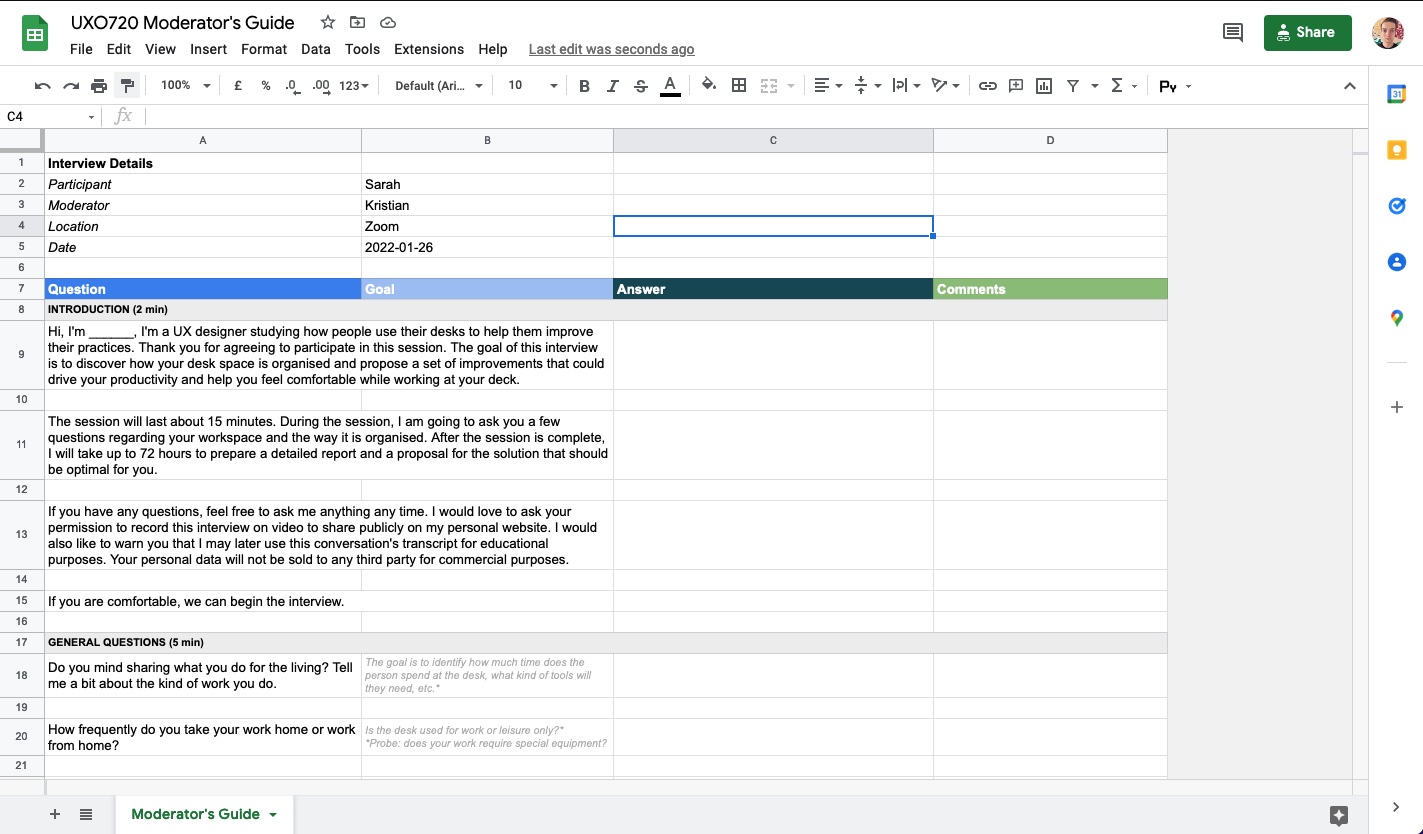 UXO720 Moderator's Guide
File Edit View Insert Format Data Tools Extensions Help Last edit was seconds ago
Share
100% £ % .0 .00 123 Default (Ari... 10 B I S A
31
C4 fx
A B C D
1 Interview Details
2 Participant Sarah
3 Moderator Kristian
4 Location Zoom
5 Date 2022-01-26
6
7 Question Goal Answer Comments
8 INTRODUCTION (2 min)
9
Hi, I'm ______, I'm a UX designer studying how people use their desks to help them improve
their practices. Thank you for agreeing to participate in this session. The goal of this interview
is to discover how your desk space is organised and propose a set of improvements that could
drive your productivity and help you feel comfortable while working at your deck.
10
11
The session will last about 15 minutes. During the session, I am going to ask you a few
questions regarding your workspace and the way it is organised. After the session is complete,
I will take up to 72 hours to prepare a detailed report and a proposal for the solution that should
be optimal for you.
12
13
If you have any questions, feel free to ask me anything any time. I would love to ask your
permission to record this interview on video to share publicly on my personal website. I would
also like to warn you that I may later use this conversation's transcript for educational
purposes. Your personal data will not be sold to any third party for commercial purposes.
14
15 If you are comfortable, we can begin the interview.
16
17 GENERAL QUESTIONS (5 min)
18
Do you mind sharing what you do for the living? Tell
me a bit about the kind of work you do.
The goal is to identify how much time does the
person spend at the desk, what kind of tools will
they need, etc."
19
20
How frequently do you take your work home or work
from home?
Is the desk used for work or leisure only?*
*Probe: does your work require special equipment?
21
Moderator's Guide